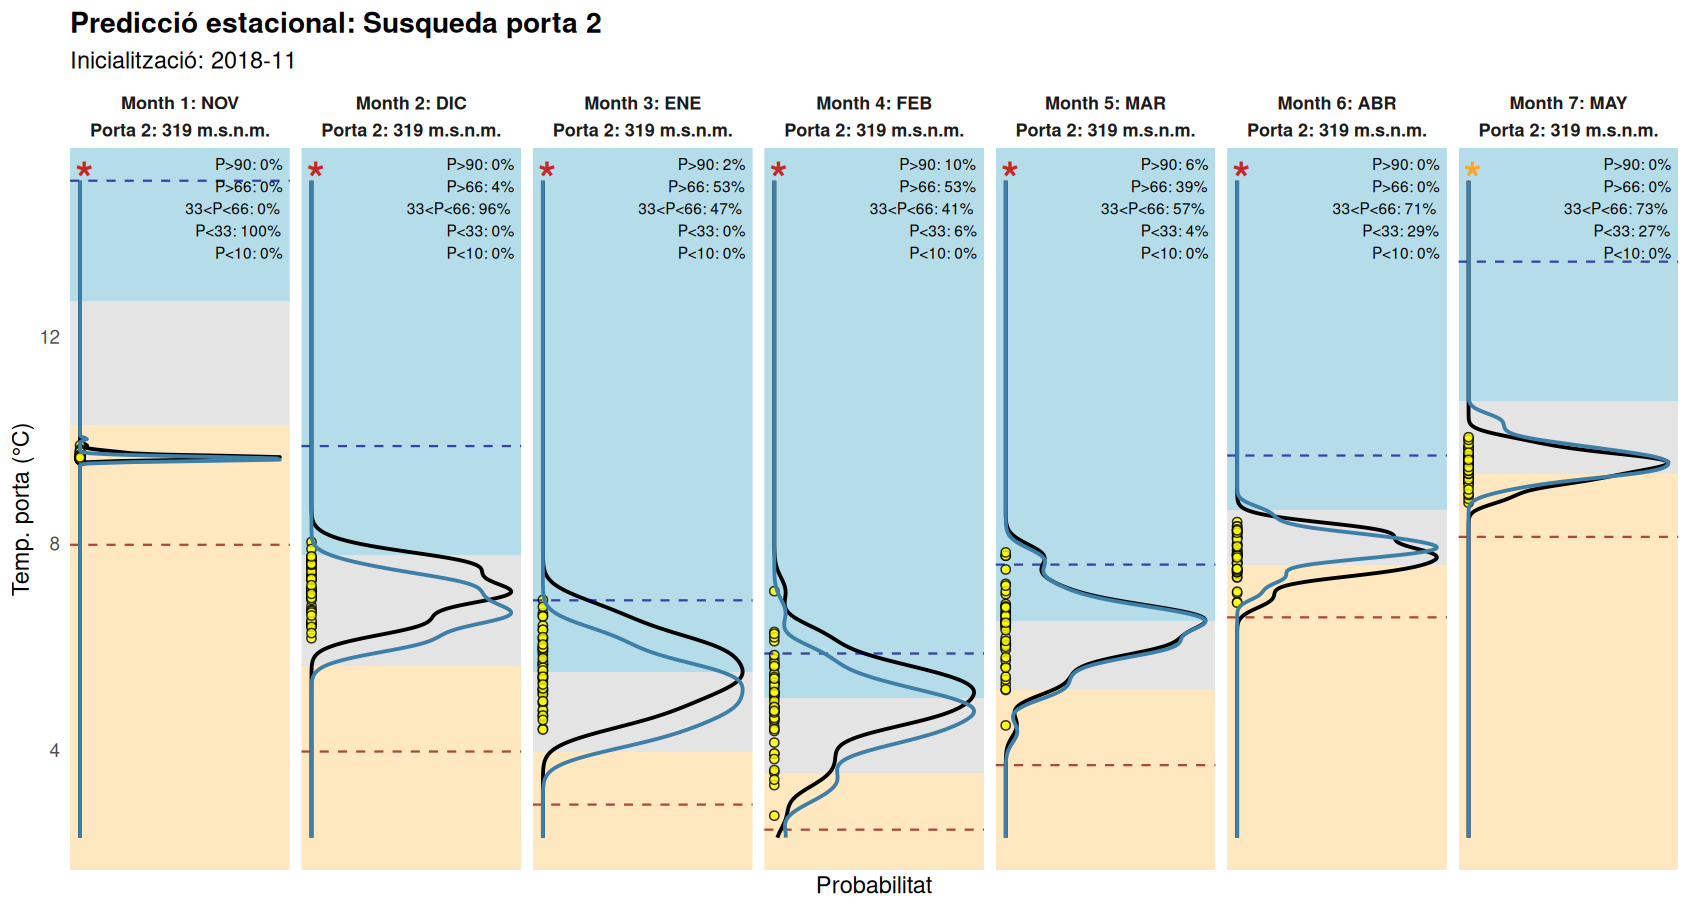 Predicció estacional: Susqueda porta 2
Inicialització: 2018-11
Month 1: NOV
Porta 2: 319 m.s.n.m.
Month 2: DIC
Porta 2: 319 m.s.n.m.
Month 3: ENE
Porta 2: 319 m.s.n.m.
Month 4: FEB
Porta 2: 319 m.s.n.m.
Month 5: MAR
Porta 2: 319 m.s.n.m.
Month 6: ABR
Porta 2: 319 m.s.n.m.
Month 7: MAY
Porta 2: 319 m.s.n.m.
*
P>90: 0%
P>66: 0%
33<P<66: 0%
P<33: 100%
P<10: 0%
*
P>90: 0%
P>66: 4%
33<P<66: 96%
P<33: 0%
P<10: 0%
*
P>90: 2%
P>66: 53%
33<P<66: 47%
P<33: 0%
P<10: 0%
*
P>90: 10%
P>66: 53%
33<P<66: 41%
P<33: 6%
P<10: 0%
*
P>90: 6%
P>66: 39%
33<P<66: 57%
P<33: 4%
P<10: 0%
*
P>90: 0%
P>66: 0%
33<P<66: 71%
P<33: 29%
P<10: 0%
*
P>90: 0%
P>66: 0%
33<P<66: 73%
P<33: 27%
P<10: 0%
12
8
4
Temp. porta (°C)
Probabilitat